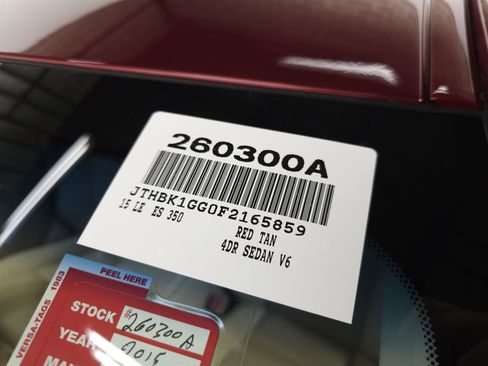 260300A
JTHBK1GG0F2165859
15 LE ES 350
RED TAN
4DR SEDAN V6
PEEL HERE
VERSA-TAGS 1983
STOCK #260300A
YEAR 2015